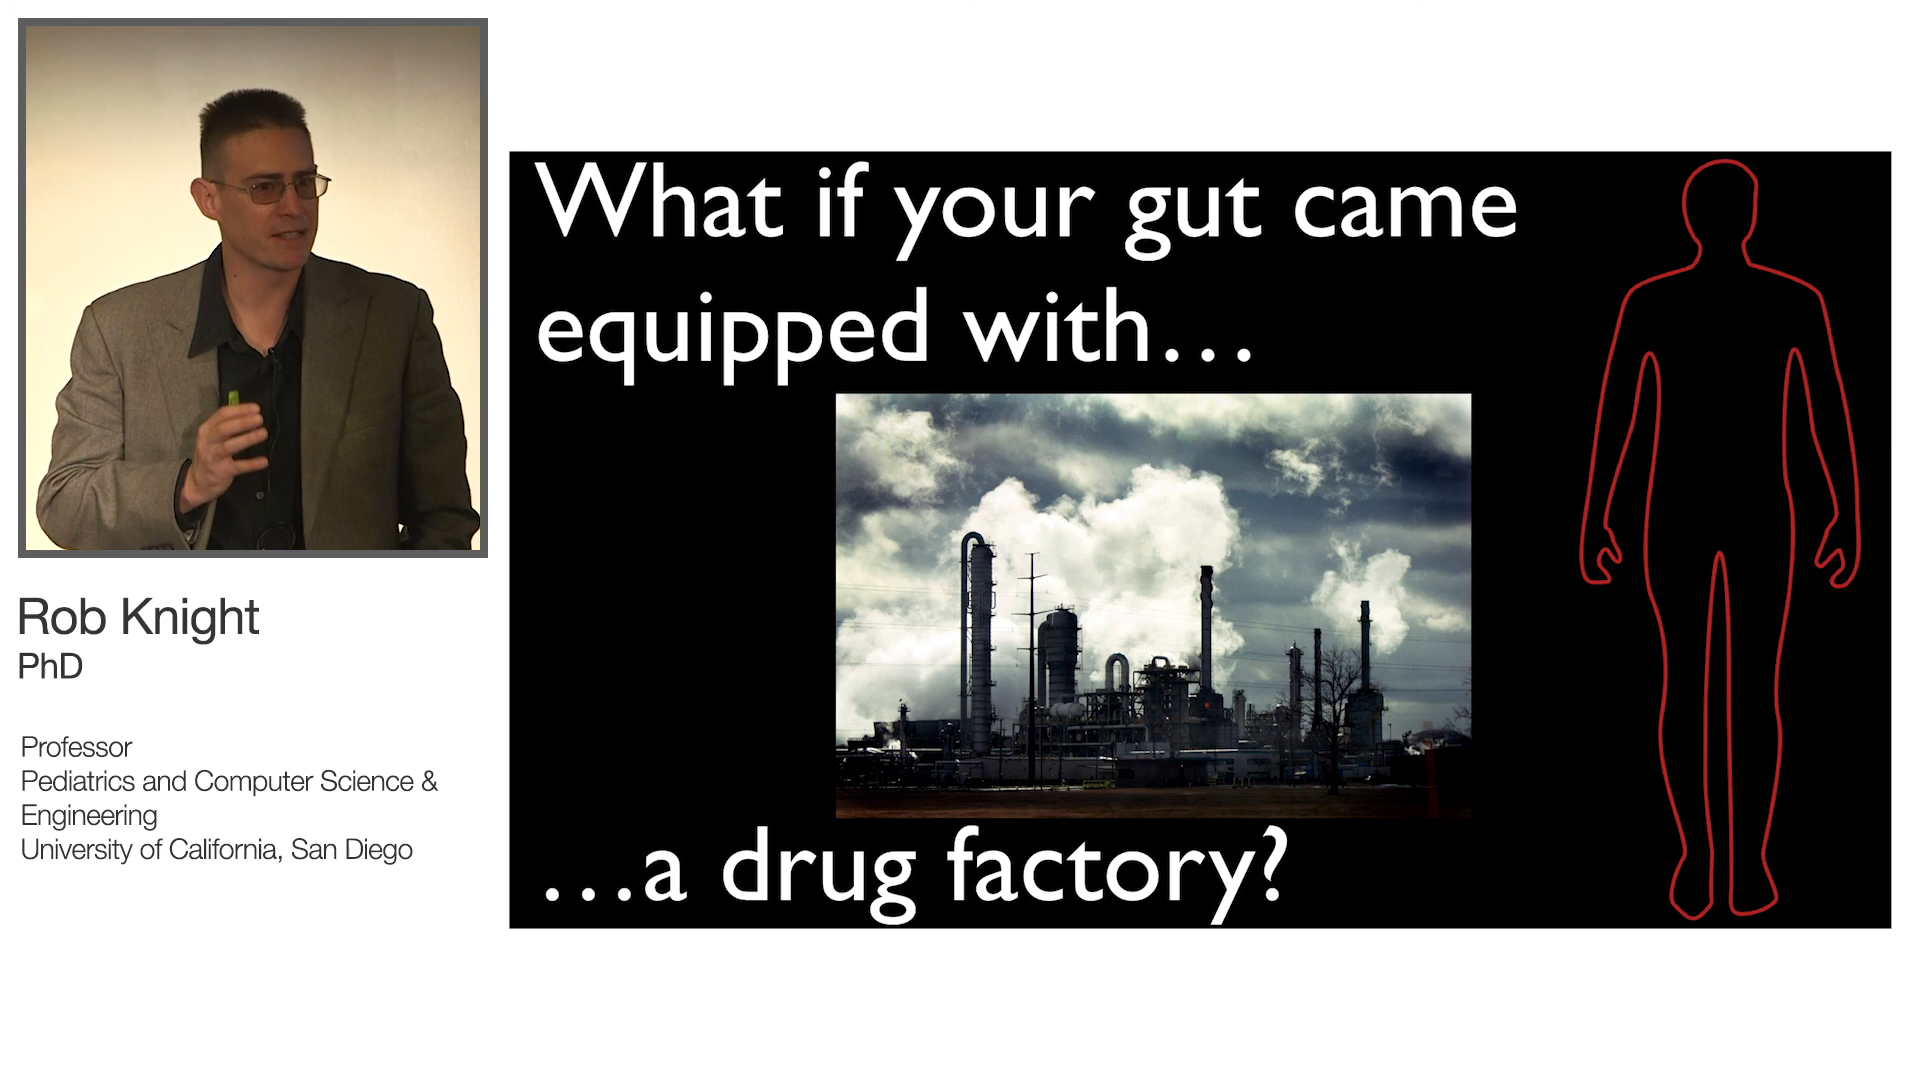 Rob Knight
PhD
Professor
Pediatrics and Computer Science &
Engineering
University of California, San Diego
What if your gut came
equipped with…
…a drug factory?